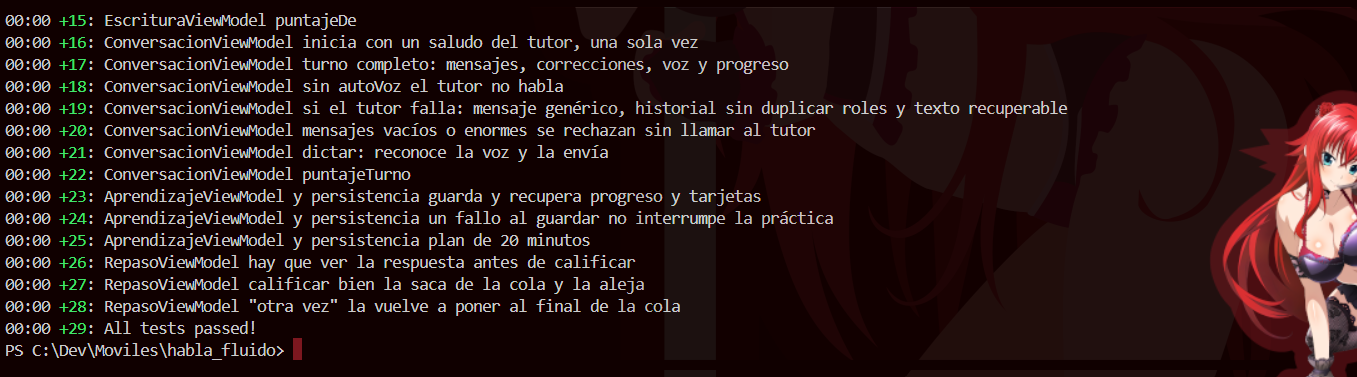 00:00 +15: EscrituraViewModel puntajeDe
00:00 +16: ConversacionViewModel inicia con un saludo del tutor, una sola vez
00:00 +17: ConversacionViewModel turno completo: mensajes, correcciones, voz y progreso
00:00 +18: ConversacionViewModel sin autoVoz el tutor no habla
00:00 +19: ConversacionViewModel si el tutor falla: mensaje genérico, historial sin duplicar roles y texto recuperable
00:00 +20: ConversacionViewModel mensajes vacíos o enormes se rechazan sin llamar al tutor
00:00 +21: ConversacionViewModel dictar: reconoce la voz y la envía
00:00 +22: ConversacionViewModel puntajeTurno
00:00 +23: AprendizajeViewModel y persistencia guarda y recupera progreso y tarjetas
00:00 +24: AprendizajeViewModel y persistencia un fallo al guardar no interrumpe la práctica
00:00 +25: AprendizajeViewModel y persistencia plan de 20 minutos
00:00 +26: RepasoViewModel hay que ver la respuesta antes de calificar
00:00 +27: RepasoViewModel calificar bien la saca de la cola y la aleja
00:00 +28: RepasoViewModel "otra vez" la vuelve a poner al final de la cola
00:00 +29: All tests passed!
PS C:\Dev\Moviles\habla_fluido>